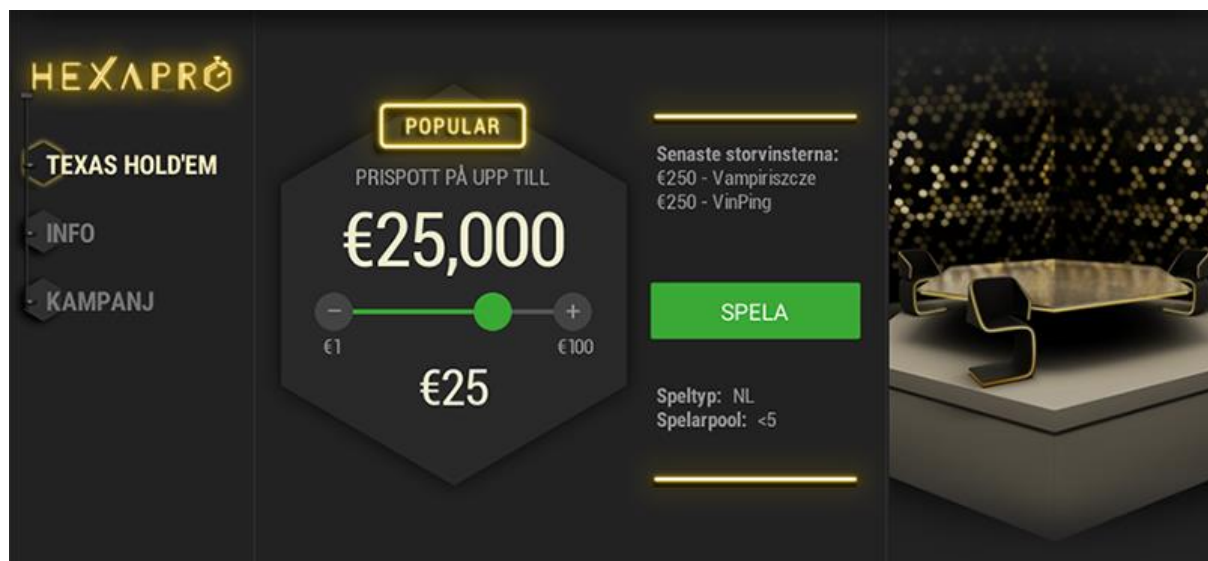 HEXAPRO
TEXAS HOLD'EM
INFO
KAMPANJ
POPULAR
PRISPOTT PÅ UPP TILL
€25,000
−
+
€1
€100
€25
Senaste storvinsterna:
€250 - Vampiriszcze
€250 - VinPing
SPELA
Speltyp: NL
Spelarpool: <5